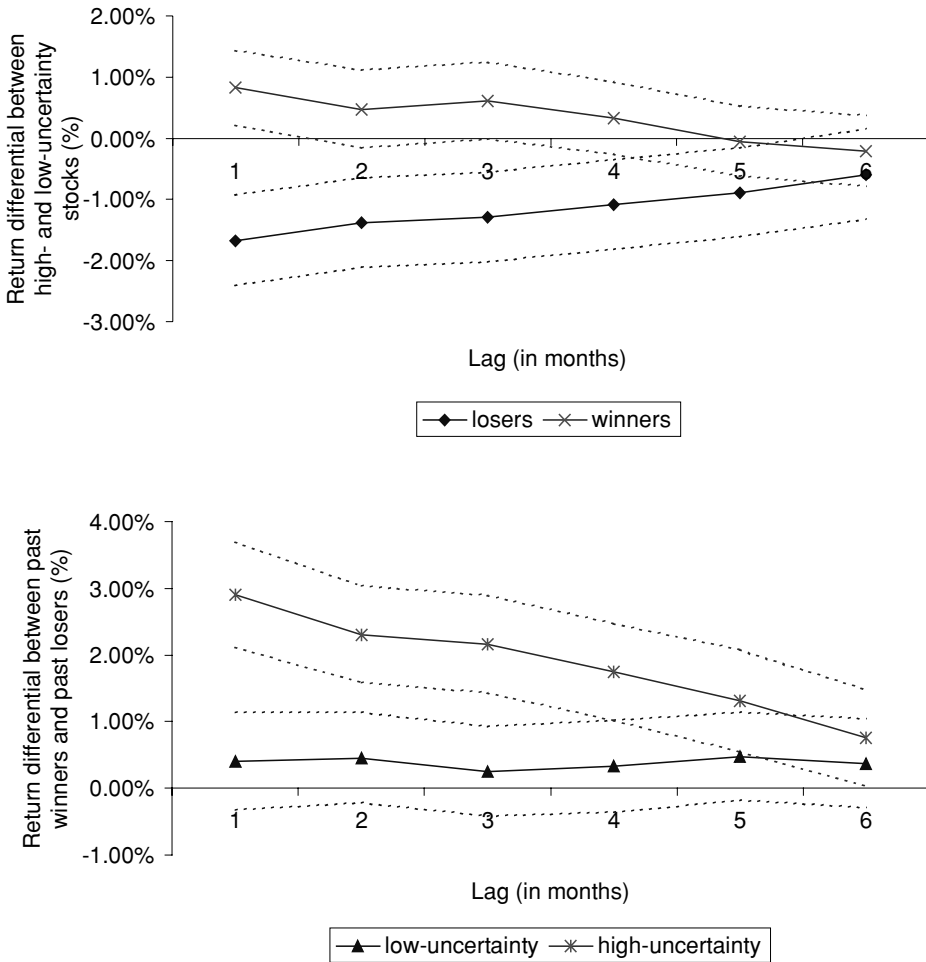 Return differential between
high- and low-uncertainty
stocks (%)
2.00%
1.00%
0.00%
-1.00%
-2.00%
-3.00%
1 2 3 4 5 6
Lag (in months)
losers winners
Return differential between past
winners and past losers (%)
4.00%
3.00%
2.00%
1.00%
0.00%
-1.00%
1 2 3 4 5 6
Lag (in months)
low-uncertainty high-uncertainty